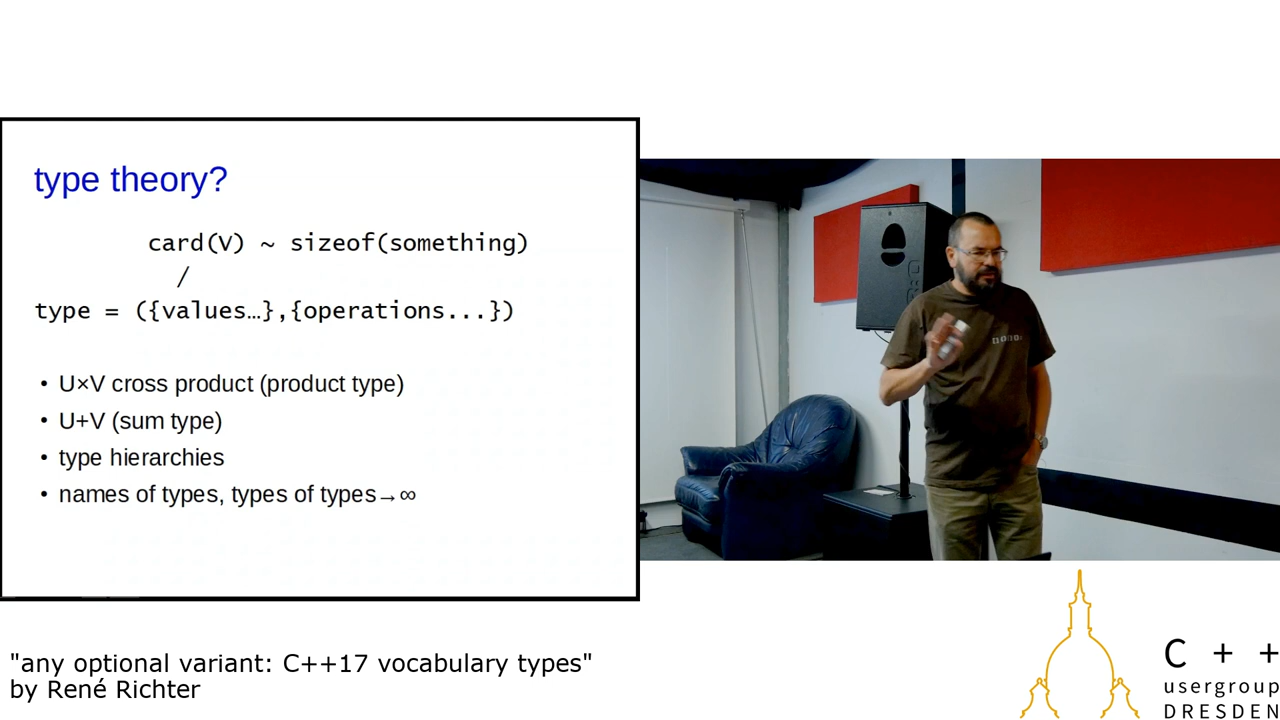 type theory?
card(V) ~ sizeof(something)
/
type = ({values…},{operations...})
• U×V cross product (product type)
• U+V (sum type)
• type hierarchies
• names of types, types of types→∞
"any optional variant: C++17 vocabulary types"
by René Richter
C + +
usergroup
DRESDEN